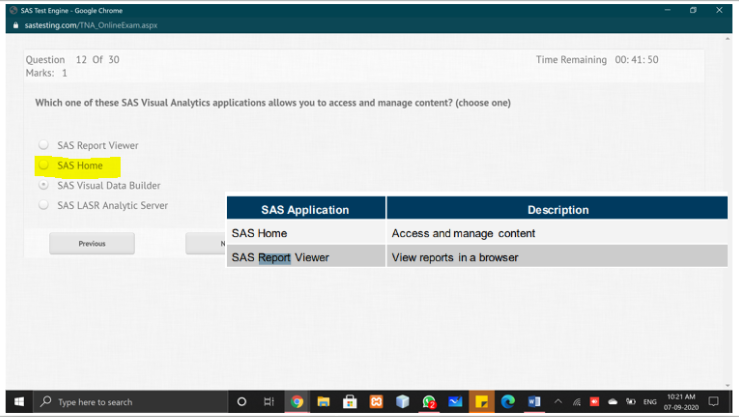 SAS Test Engine - Google Chrome
sastesting.com/TNA_OnlineExam.aspx
Question 12 Of 30
Time Remaining 00: 41: 50
Marks: 1
Which one of these SAS Visual Analytics applications allows you to access and manage content? (choose one)
SAS Report Viewer
SAS Home
SAS Visual Data Builder
SAS LASR Analytic Server
Previous
N
SAS Application Description
SAS Home Access and manage content
SAS Report Viewer View reports in a browser
Type here to search
ENG
10:21 AM
07-09-2020